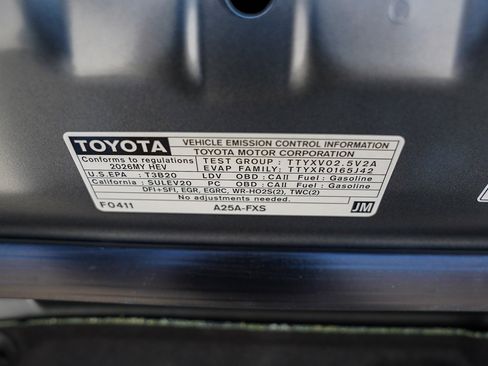 TOYOTA
VEHICLE EMISSION CONTROL INFORMATION
TOYOTA MOTOR CORPORATION
Conforms to regulations
2026MY HEV
TEST GROUP : TTYXV02.5V2A
EVAP FAMILY: TTYXR0165J42
U.S.EPA : T3B20 LDV OBD : CAII Fuel : Gasoline
California : SULEV20 PC OBD : CAII Fuel : Gasoline
DFI+SFI, EGR, EGRC, WR-HO2S(2), TWC(2)
No adjustments needed.
F0411 A25A-FXS JM